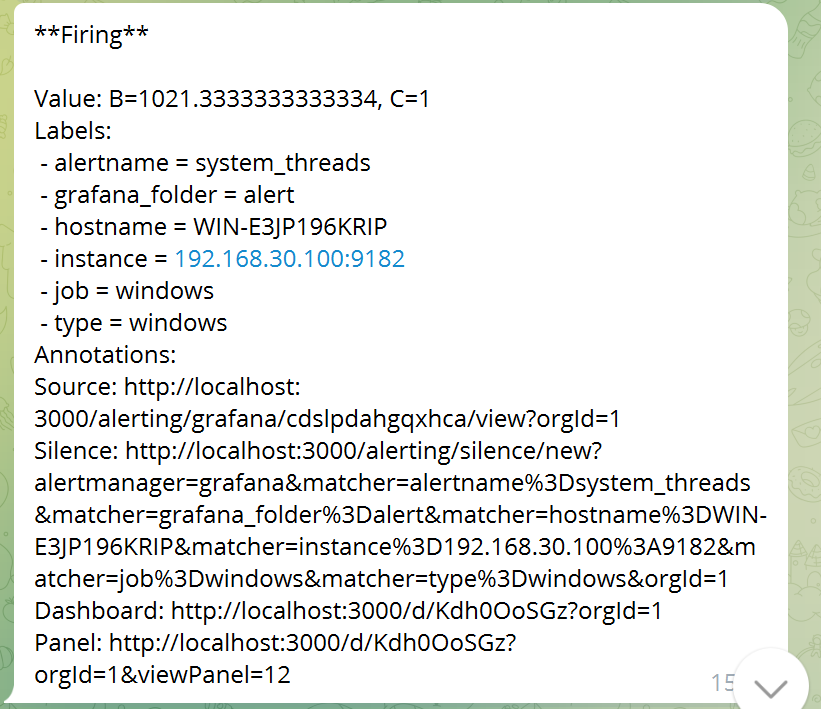 **Firing**
Value: B=1021.3333333333334, C=1
Labels:
- alertname = system_threads
- grafana_folder = alert
- hostname = WIN-E3JP196KRIP
- instance = 192.168.30.100:9182
- job = windows
- type = windows
Annotations:
Source: http://localhost:
3000/alerting/grafana/cdslpdahgqxhca/view?orgId=1
Silence: http://localhost:3000/alerting/silence/new?
alertmanager=grafana&matcher=alertname%3Dsystem_threads
&matcher=grafana_folder%3Dalert&matcher=hostname%3DWIN-
E3JP196KRIP&matcher=instance%3D192.168.30.100%3A9182&m
atcher=job%3Dwindows&matcher=type%3Dwindows&orgId=1
Dashboard: http://localhost:3000/d/Kdh0OoSGz?orgId=1
Panel: http://localhost:3000/d/Kdh0OoSGz?
orgId=1&viewPanel=12